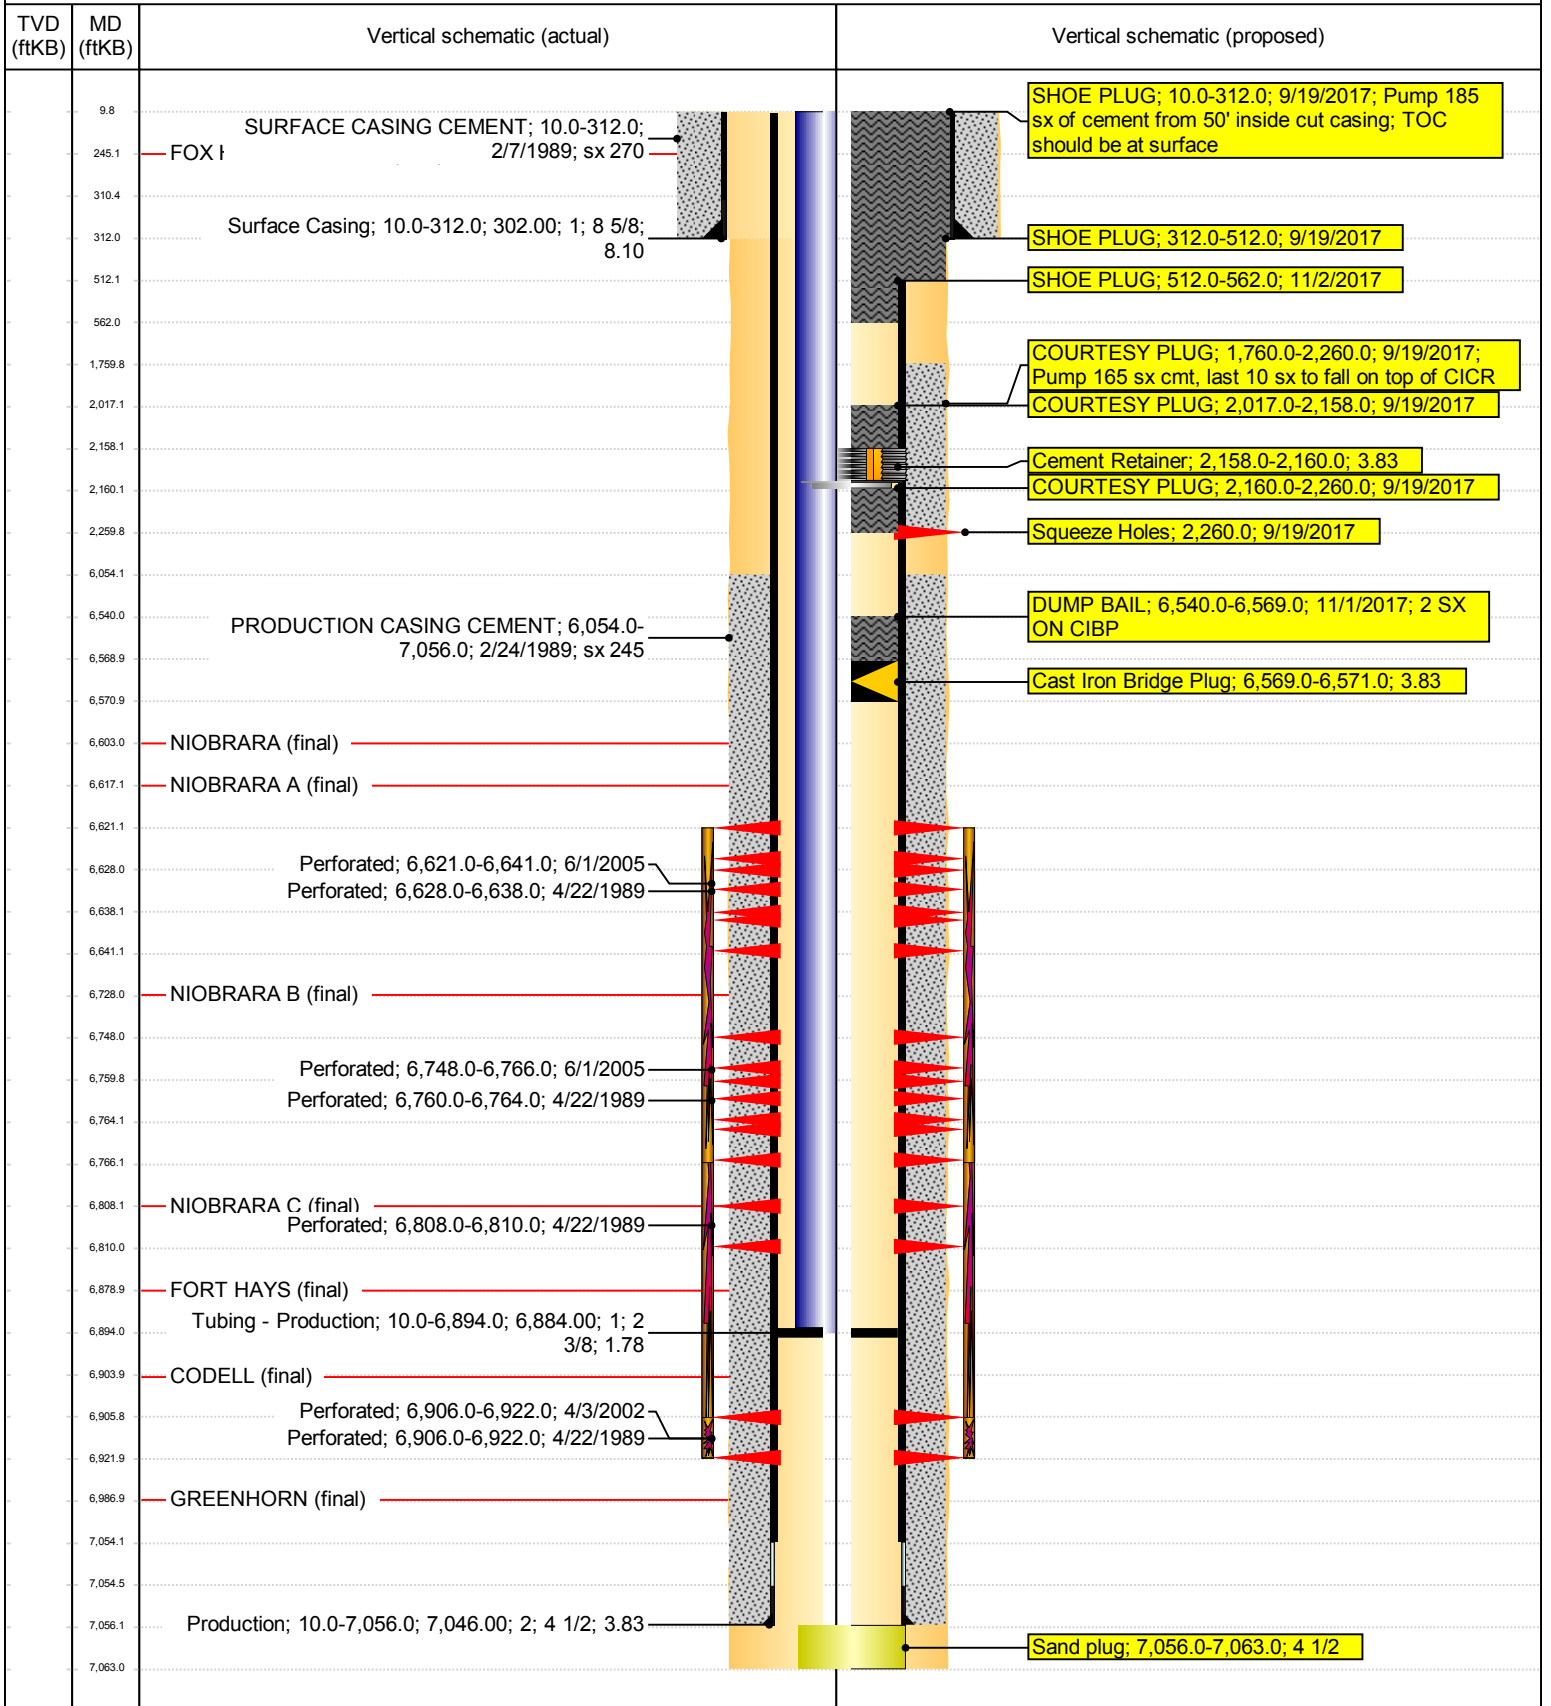 TVD
(ftKB)
MD
(ftKB)
Vertical schematic (actual)
Vertical schematic (proposed)
9.8
245.1
310.4
312.0
512.1
562.0
1,759.8
2,017.1
2,158.1
2,160.1
2,259.8
6,054.1
6,540.0
6,568.9
6,570.9
6,603.0
6,617.1
6,621.1
6,628.0
6,638.1
6,641.1
6,728.0
6,748.0
6,759.8
6,764.1
6,766.1
6,808.1
6,810.0
6,878.9
6,894.0
6,903.9
6,905.8
6,921.9
6,986.9
7,054.1
7,054.5
7,056.1
7,063.0
SURFACE CASING CEMENT; 10.0-312.0;
2/7/1989; sx 270
FOX
Surface Casing; 10.0-312.0; 302.00; 1; 8 5/8;
8.10
PRODUCTION CASING CEMENT; 6,054.0-
7,056.0; 2/24/1989; sx 245
NIOBRARA (final)
NIOBRARA A (final)
Perforated; 6,621.0-6,641.0; 6/1/2005
Perforated; 6,628.0-6,638.0; 4/22/1989
NIOBRARA B (final)
Perforated; 6,748.0-6,766.0; 6/1/2005
Perforated; 6,760.0-6,764.0; 4/22/1989
NIOBRARA C (final)
Perforated; 6,808.0-6,810.0; 4/22/1989
FORT HAYS (final)
Tubing - Production; 10.0-6,894.0; 6,884.00; 1; 2
3/8; 1.78
CODELL (final)
Perforated; 6,906.0-6,922.0; 4/3/2002
Perforated; 6,906.0-6,922.0; 4/22/1989
GREENHORN (final)
Production; 10.0-7,056.0; 7,046.00; 2; 4 1/2; 3.83
SHOE PLUG; 10.0-312.0; 9/19/2017; Pump 185
sx of cement from 50' inside cut casing; TOC
should be at surface
SHOE PLUG; 312.0-512.0; 9/19/2017
SHOE PLUG; 512.0-562.0; 11/2/2017
COURTESY PLUG; 1,760.0-2,260.0; 9/19/2017;
Pump 165 sx cmt, last 10 sx to fall on top of CICR
COURTESY PLUG; 2,017.0-2,158.0; 9/19/2017
Cement Retainer; 2,158.0-2,160.0; 3.83
COURTESY PLUG; 2,160.0-2,260.0; 9/19/2017
Squeeze Holes; 2,260.0; 9/19/2017
DUMP BAIL; 6,540.0-6,569.0; 11/1/2017; 2 SX
ON CIBP
Cast Iron Bridge Plug; 6,569.0-6,571.0; 3.83
Sand plug; 7,056.0-7,063.0; 4 1/2